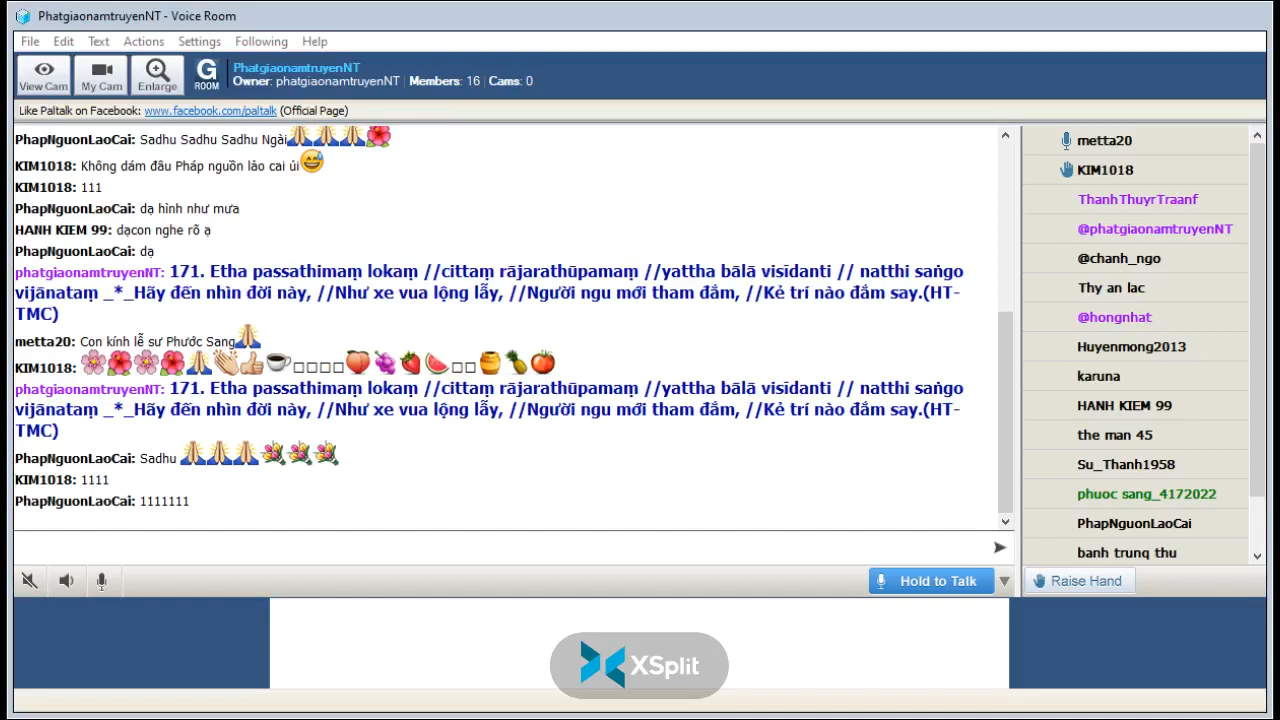 PhatgiaonamtruyenNT - Voice Room
File Edit Text Actions Settings Following Help
View Cam My Cam Enlarge G ROOM
PhatgiaonamtruyenNT
Owner: phatgiaonamtruyenNT | Members: 16 | Cams: 0
Like Paltalk on Facebook: www.facebook.com/paltalk (Official Page)
PhapNguonLaoCai: Sadhu Sadhu Sadhu Ngài
KIM1018: Không dám đâu Pháp nguồn lảo cai ủi
KIM1018: 111
PhapNguonLaoCai: dạ hình như mưa
HANH KIEM 99: dạcon nghe rõ ạ
PhapNguonLaoCai: dạ
phatgiaonamtruyenNT: 171. Etha passathimaṃ lokaṃ //cittaṃ rājarathūpamaṃ //yattha bālā visīdanti // natthi saṅgo
vijānataṃ _*_Hãy đến nhìn đời này, //Như xe vua lộng lẫy, //Người ngu mới tham đắm, //Kẻ trí nào đắm say.(HT-
TMC)
metta20: Con kính lễ sư Phước Sang
KIM1018:
phatgiaonamtruyenNT: 171. Etha passathimaṃ lokaṃ //cittaṃ rājarathūpamaṃ //yattha bālā visīdanti // natthi saṅgo
vijānataṃ _*_Hãy đến nhìn đời này, //Như xe vua lộng lẫy, //Người ngu mới tham đắm, //Kẻ trí nào đắm say.(HT-
TMC)
PhapNguonLaoCai: Sadhu
KIM1018: 1111
PhapNguonLaoCai: 1111111
metta20
KIM1018
ThanhThuyrTraanf
@phatgiaonamtruyenNT
@chanh_ngo
Thy an lac
@hongnhat
Huyenmong2013
karuna
HANH KIEM 99
the man 45
Su_Thanh1958
phuoc sang_4172022
PhapNguonLaoCai
banh trung thu
Hold to Talk
Raise Hand
XSplit